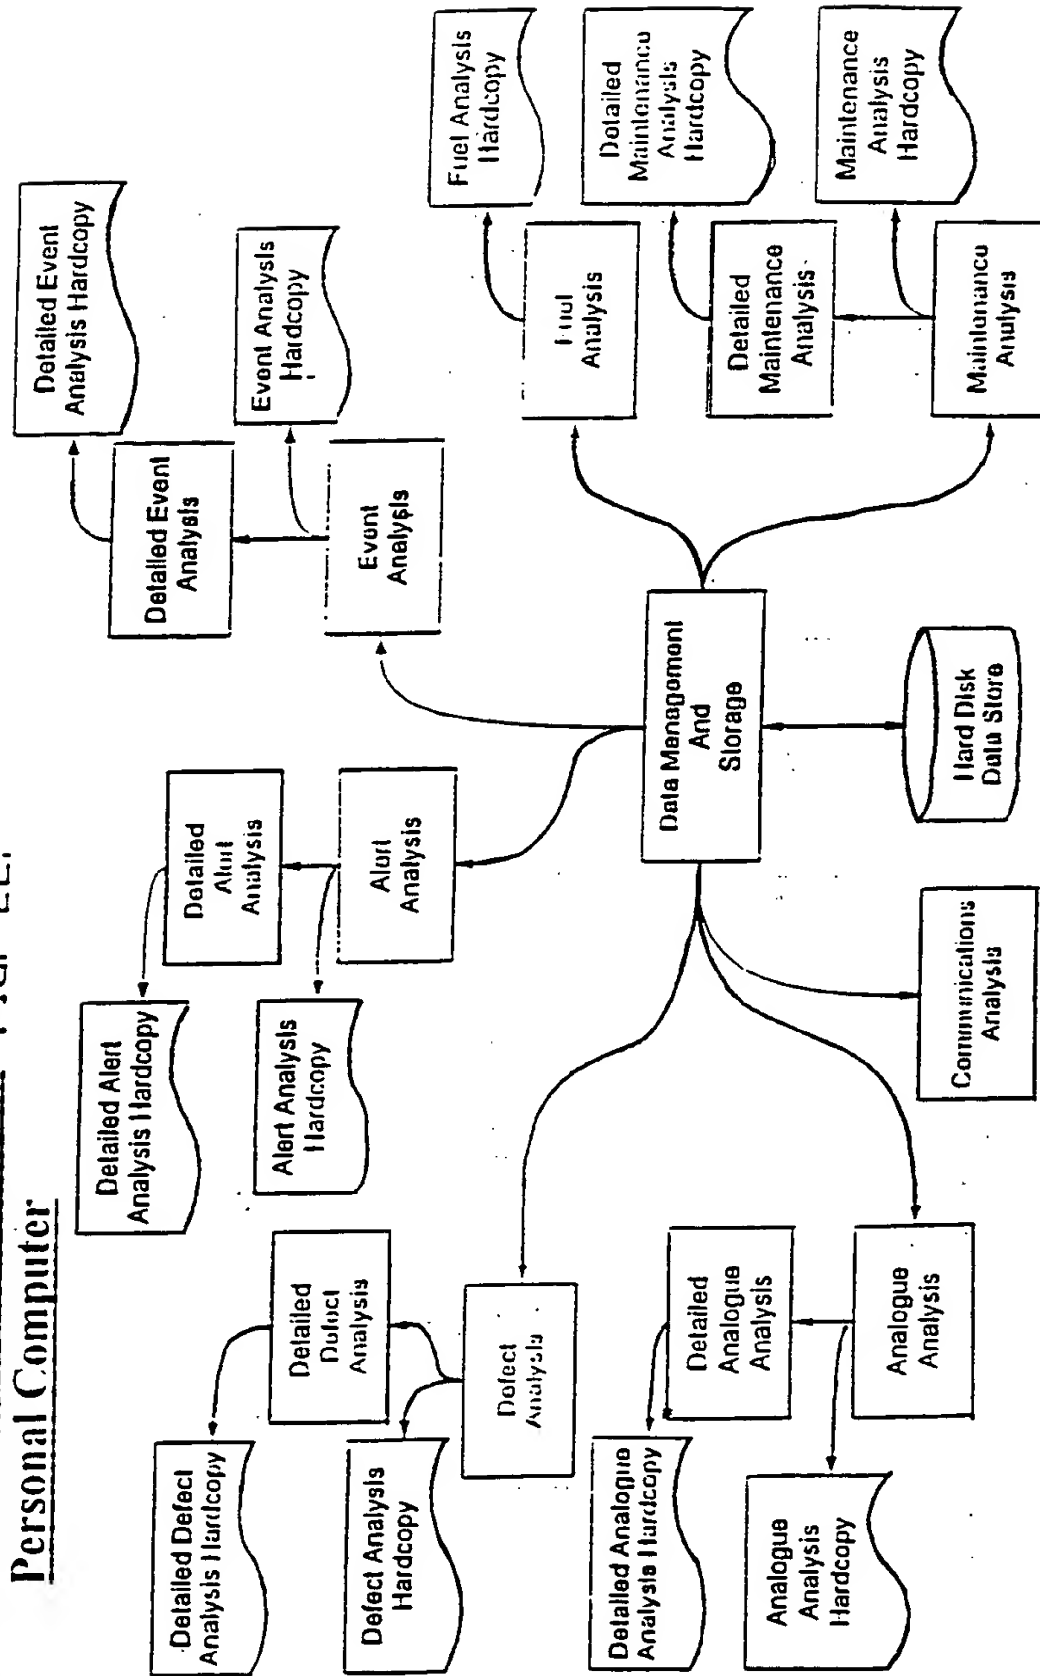 Personal Computer
Detailed Defect
Analysis Hardcopy
Defect Analysis
Hardcopy
Detailed
Defect
Analysis
Defect
Analysis
Detailed Analogue
Analysis Hardcopy
Analogue
Analysis
Hardcopy
Detailed
Analogue
Analysis
Analogue
Analysis
Detailed Alert
Analysis Hardcopy
Alert Analysis
Hardcopy
Detailed
Alert
Analysis
Alert
Analysis
Communications
Analysis
Data Management
And
Storage
Hard Disk
Data Store
Detailed Event
Analysis Hardcopy
Event Analysis
Hardcopy
Detailed Event
Analysis
Event
Analysis
Fuel Analysis
Hardcopy
Fuel
Analysis
Detailed
Maintenance
Analysis
Hardcopy
Detailed
Maintenance
Analysis
Maintenance
Analysis
Hardcopy
Maintenance
Analysis